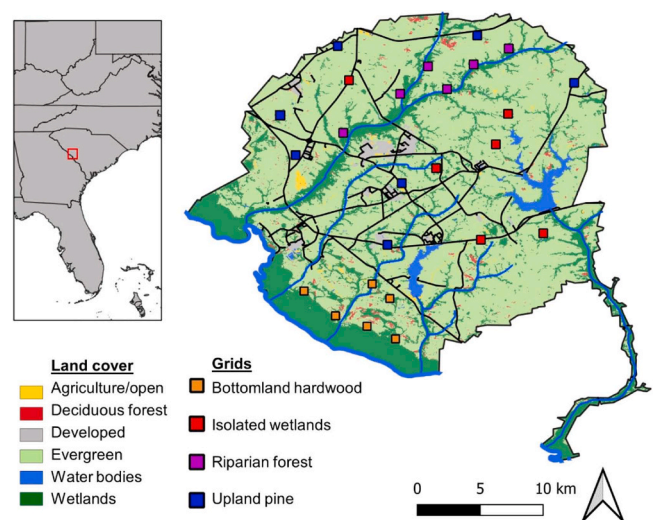 Land cover
Agriculture/open
Deciduous forest
Developed
Evergreen
Water bodies
Wetlands
Grids
Bottomland hardwood
Isolated wetlands
Riparian forest
Upland pine
0 5 10 km